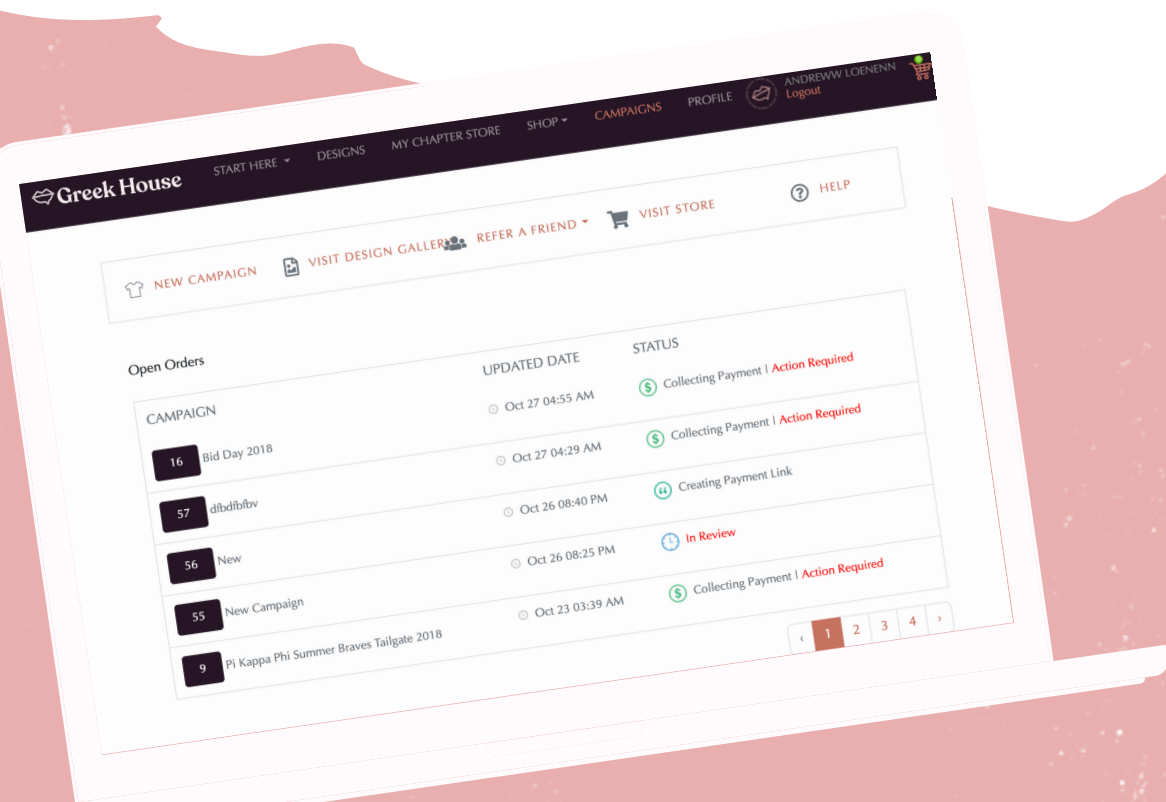 Greek House
START HERE
DESIGNS
MY CHAPTER STORE
SHOP
CAMPAIGNS
PROFILE
ANDREWW LOENENN
Logout
NEW CAMPAIGN
VISIT DESIGN GALLER
REFER A FRIEND
VISIT STORE
HELP
Open Orders
CAMPAIGN UPDATED DATE STATUS
16 Bid Day 2018 Oct 27 04:55 AM Collecting Payment | Action Required
57 dfbdfbfbv Oct 27 04:29 AM Collecting Payment | Action Required
56 New Oct 26 08:40 PM Creating Payment Link
55 New Campaign Oct 26 08:25 PM In Review
9 Pi Kappa Phi Summer Braves Tailgate 2018 Oct 23 03:39 AM Collecting Payment | Action Required
‹ 1 2 3 4 ›